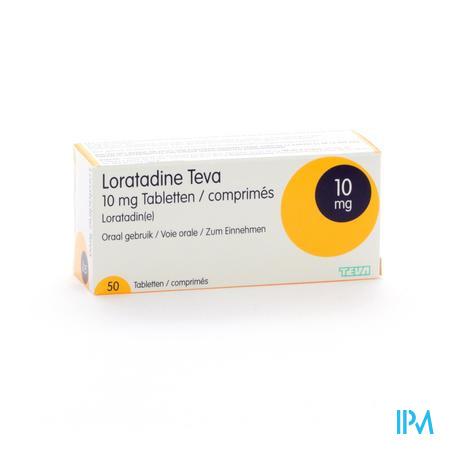 Loratadine Teva
10 mg Tabletten / comprimés
Loratadin(e)
Oraal gebruik / Voie orale / Zum Einnehmen
10
mg
TEVA
50
Tabletten / comprimés
IPM